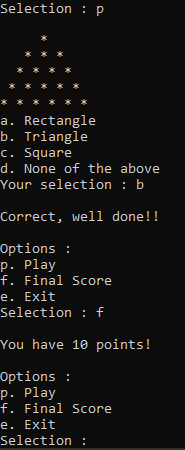 Selection : p
*
* * *
* * * *
* * * * *
* * * * * *
a. Rectangle
b. Triangle
c. Square
d. None of the above
Your selection : b
Correct, well done!!
Options :
p. Play
f. Final Score
e. Exit
Selection : f
You have 10 points!
Options :
p. Play
f. Final Score
e. Exit
Selection :